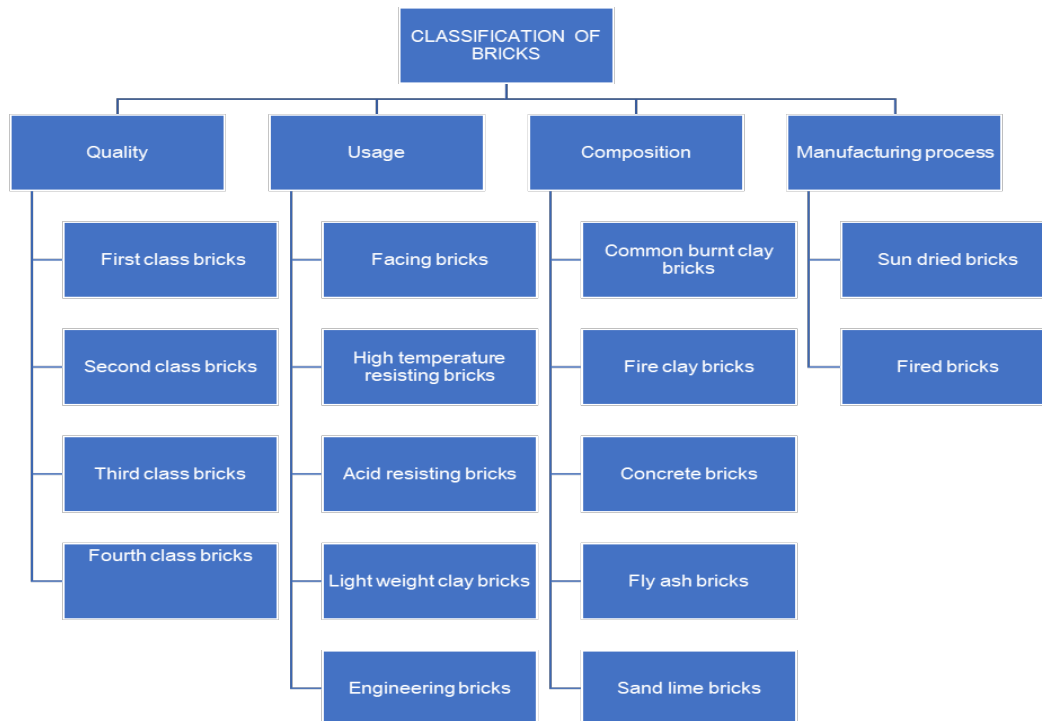 CLASSIFICATION OF
BRICKS
Quality
Usage
Composition
Manufacturing process
First class bricks
Second class bricks
Third class bricks
Fourth class bricks
Facing bricks
High temperature
resisting bricks
Acid resisting bricks
Light weight clay bricks
Engineering bricks
Common burnt clay
bricks
Fire clay bricks
Concrete bricks
Fly ash bricks
Sand lime bricks
Sun dried bricks
Fired bricks